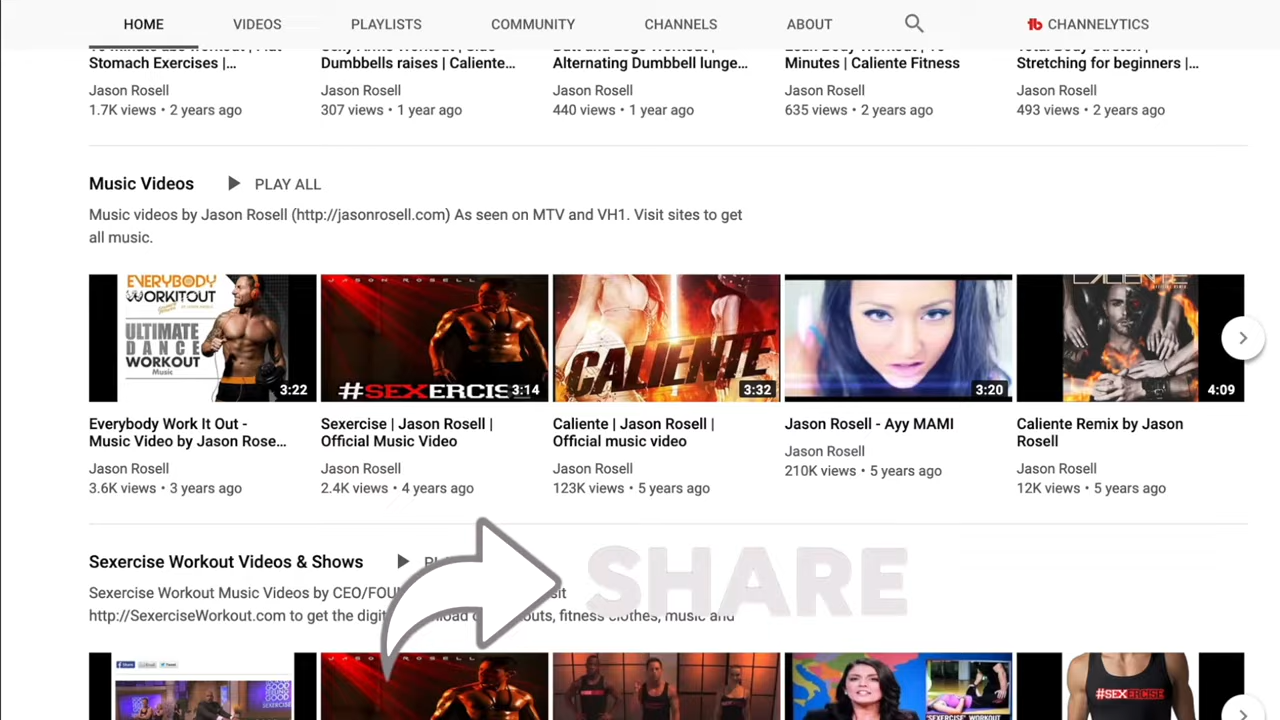 HOME
VIDEOS
PLAYLISTS
COMMUNITY
CHANNELS
ABOUT
CHANNELYTICS
Stomach Exercises |...
Jason Rosell
1.7K views • 2 years ago
Dumbbells raises | Caliente...
Jason Rosell
307 views • 1 year ago
Alternating Dumbbell lunge...
Jason Rosell
440 views • 1 year ago
Minutes | Caliente Fitness
Jason Rosell
635 views • 2 years ago
Stretching for beginners |...
Jason Rosell
493 views • 2 years ago
Music Videos
PLAY ALL
Music videos by Jason Rosell (http://jasonrosell.com) As seen on MTV and VH1. Visit sites to get
all music.
EVERYBODY
WORKITOUT
ULTIMATE
DANCE
WORKOUT
Music
3:22
JASON ROSELL
#SEXERCIS
3:14
CALIENTE
3:32
3:20
CALIENTE
4:09
Everybody Work It Out -
Music Video by Jason Rose...
Jason Rosell
3.6K views • 3 years ago
Sexercise | Jason Rosell |
Official Music Video
Jason Rosell
2.4K views • 4 years ago
Caliente | Jason Rosell |
Official music video
Jason Rosell
123K views • 5 years ago
Jason Rosell - Ayy MAMI
Jason Rosell
210K views • 5 years ago
Caliente Remix by Jason
Rosell
Jason Rosell
12K views • 5 years ago
SHARE
Sexercise Workout Videos & Shows
Sexercise Workout Music Videos by CEO/FOU
http://SexerciseWorkout.com to get the digit
fitness clothes, music and
#SEXERCISE
"SEXERCISE" WORKOUT